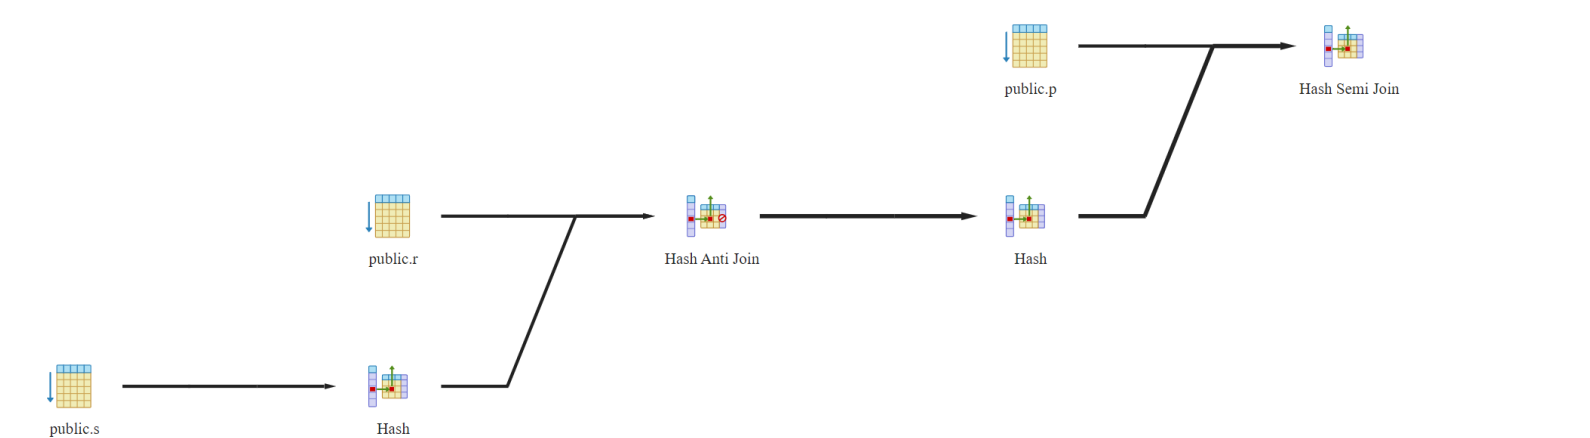 public.p
Hash Semi Join
public.r
Hash Anti Join
Hash
public.s
Hash